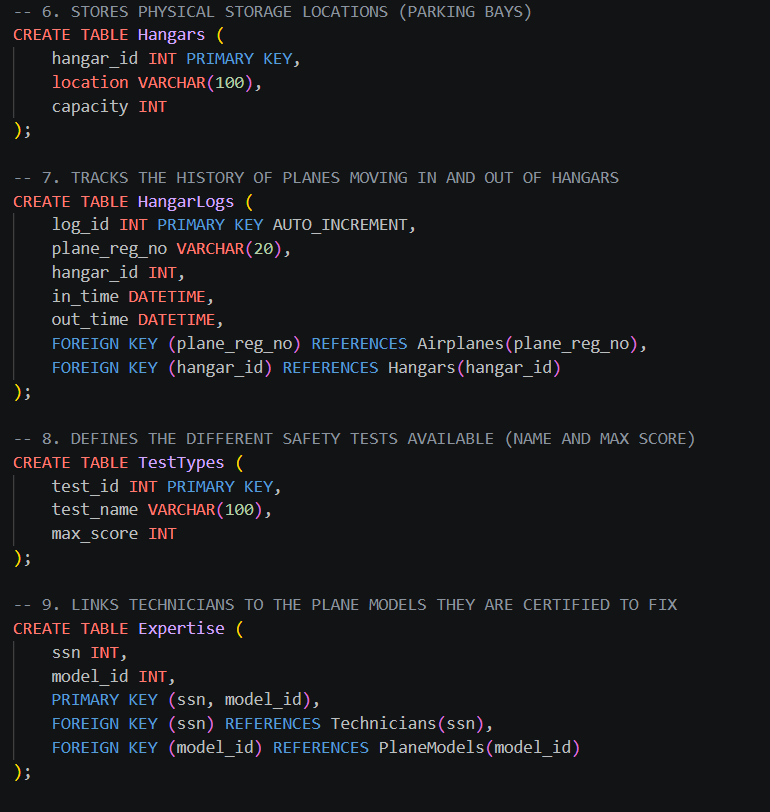 -- 6. STORES PHYSICAL STORAGE LOCATIONS (PARKING BAYS)
CREATE TABLE Hangars (
    hangar_id INT PRIMARY KEY,
    location VARCHAR(100),
    capacity INT
);
-- 7. TRACKS THE HISTORY OF PLANES MOVING IN AND OUT OF HANGARS
CREATE TABLE HangarLogs (
    log_id INT PRIMARY KEY AUTO_INCREMENT,
    plane_reg_no VARCHAR(20),
    hangar_id INT,
    in_time DATETIME,
    out_time DATETIME,
    FOREIGN KEY (plane_reg_no) REFERENCES Airplanes(plane_reg_no),
    FOREIGN KEY (hangar_id) REFERENCES Hangars(hangar_id)
);
-- 8. DEFINES THE DIFFERENT SAFETY TESTS AVAILABLE (NAME AND MAX SCORE)
CREATE TABLE TestTypes (
    test_id INT PRIMARY KEY,
    test_name VARCHAR(100),
    max_score INT
);
-- 9. LINKS TECHNICIANS TO THE PLANE MODELS THEY ARE CERTIFIED TO FIX
CREATE TABLE Expertise (
    ssn INT,
    model_id INT,
    PRIMARY KEY (ssn, model_id),
    FOREIGN KEY (ssn) REFERENCES Technicians(ssn),
    FOREIGN KEY (model_id) REFERENCES PlaneModels(model_id)
);